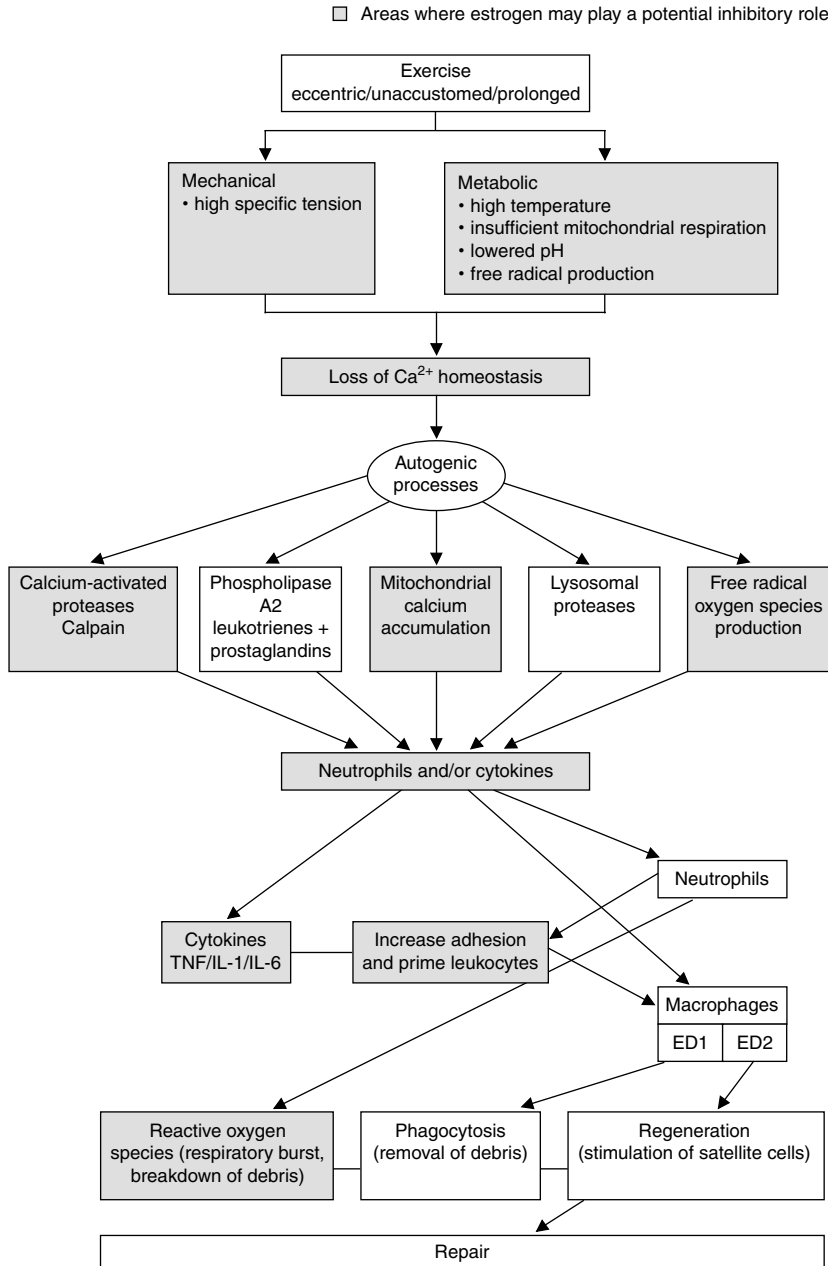 Areas where estrogen may play a potential inhibitory role
Exercise
eccentric/unaccustomed/prolonged
Mechanical
• high specific tension
Metabolic
• high temperature
• insufficient mitochondrial respiration
• lowered pH
• free radical production
Loss of Ca²⁺ homeostasis
Autogenic
processes
Calcium-activated
proteases
Calpain
Phospholipase
A2
leukotrienes +
prostaglandins
Mitochondrial
calcium
accumulation
Lysosomal
proteases
Free radical
oxygen species
production
Neutrophils and/or cytokines
Neutrophils
Cytokines
TNF/IL-1/IL-6
Increase adhesion
and prime leukocytes
Macrophages
ED1
ED2
Reactive oxygen
species (respiratory burst,
breakdown of debris)
Phagocytosis
(removal of debris)
Regeneration
(stimulation of satellite cells)
Repair